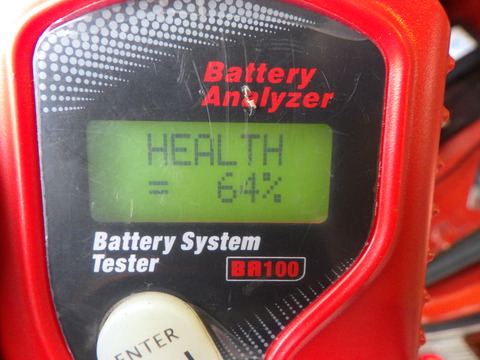 Battery
Analyzer
HEALTH
= 64%
Battery System
Tester
BA100
ENTER